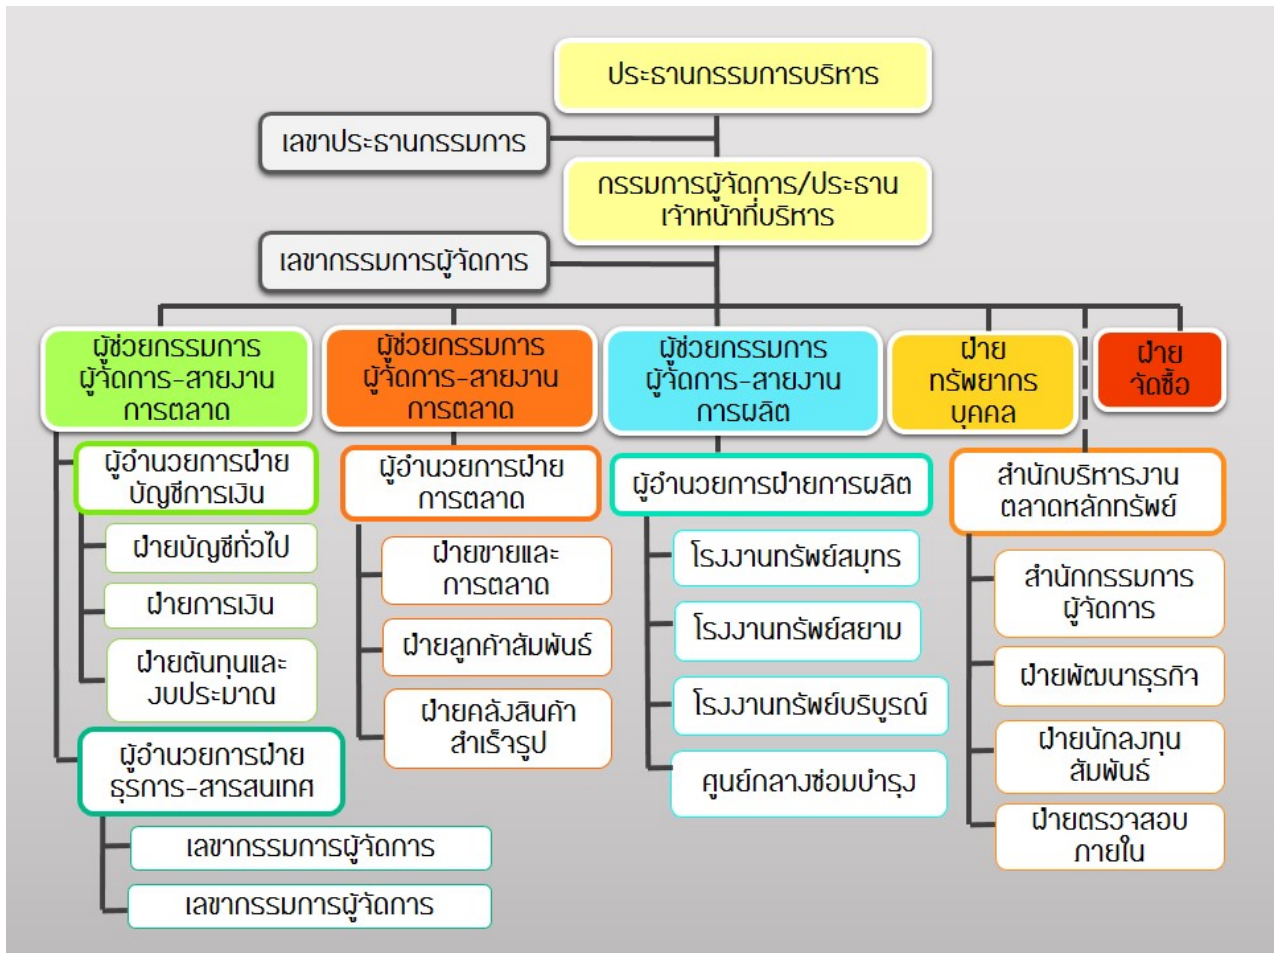 ประธานกรรมการบริหาร
เลขาประธานกรรมการ
กรรมการผู้จัดการ/ประธาน
เจ้าหน้าที่บริหาร
เลขากรรมการผู้จัดการ
ผู้ช่วยกรรมการ
ผู้จัดการ-สายงาน
การตลาด
ผู้ช่วยกรรมการ
ผู้จัดการ-สายงาน
การตลาด
ผู้ช่วยกรรมการ
ผู้จัดการ-สายงาน
การผลิต
ฝ่าย
ทรัพยากร
บุคคล
ฝ่าย
จัดซื้อ
ผู้อำนวยการฝ่าย
บัญชีการเงิน
ฝ่ายบัญชีทั่วไป
ฝ่ายการเงิน
ฝ่ายต้นทุนและ
งบประมาณ
ผู้อำนวยการฝ่าย
ธุรการ-สารสนเทศ
เลขากรรมการผู้จัดการ
เลขากรรมการผู้จัดการ
ผู้อำนวยการฝ่าย
การตลาด
ฝ่ายขายและ
การตลาด
ฝ่ายลูกค้าสัมพันธ์
ฝ่ายคลังสินค้า
สำเร็จรูป
ผู้อำนวยการฝ่ายการผลิต
โรงงานทรัพย์สมุทร
โรงงานทรัพย์สยาม
โรงงานทรัพย์บริบูรณ์
ศูนย์กลางซ่อมบำรุง
สำนักบริหารงาน
ตลาดหลักทรัพย์
สำนักกรรมการ
ผู้จัดการ
ฝ่ายพัฒนาธุรกิจ
ฝ่ายนักลงทุน
สัมพันธ์
ฝ่ายตรวจสอบ
ภายใน